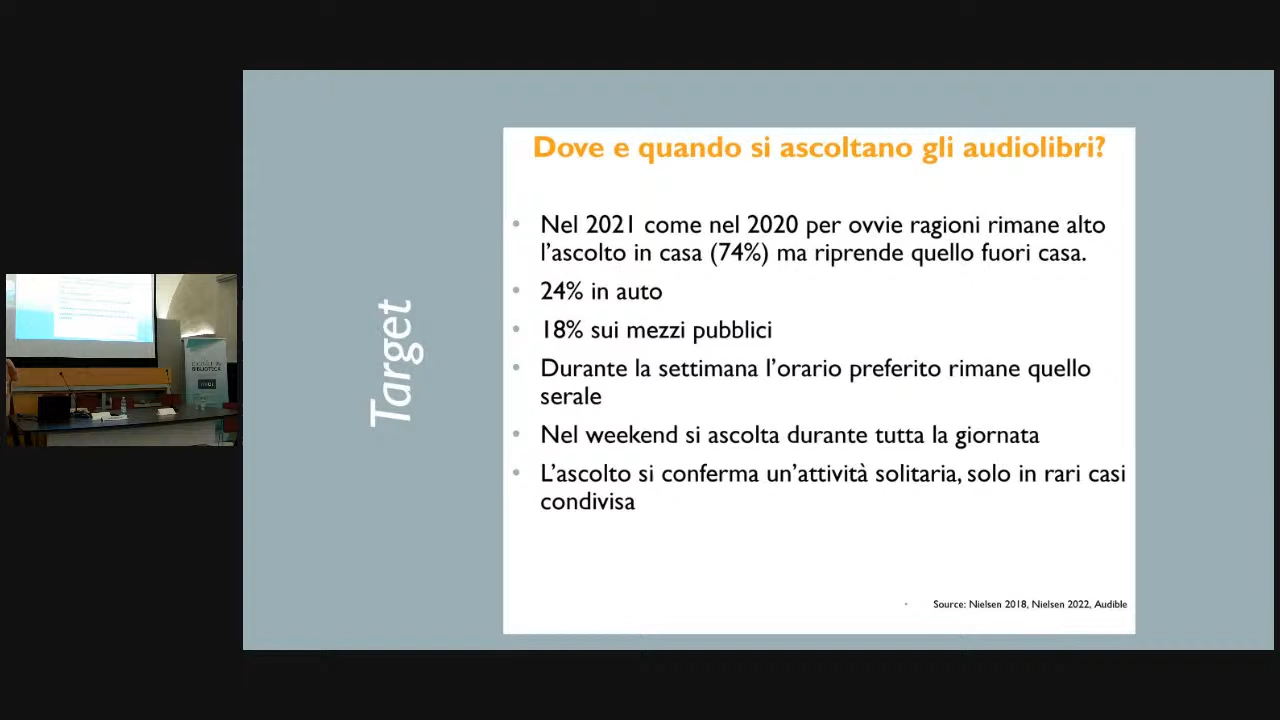 Dove e quando si ascoltano gli audiolibri?
• Nel 2021 come nel 2020 per ovvie ragioni rimane alto
l’ascolto in casa (74%) ma riprende quello fuori casa.
• 24% in auto
• 18% sui mezzi pubblici
• Durante la settimana l’orario preferito rimane quello
serale
• Nel weekend si ascolta durante tutta la giornata
• L’ascolto si conferma un’attività solitaria, solo in rari casi
condivisa
• Source: Nielsen 2018, Nielsen 2022, Audible
Target
BIBLIOTECA